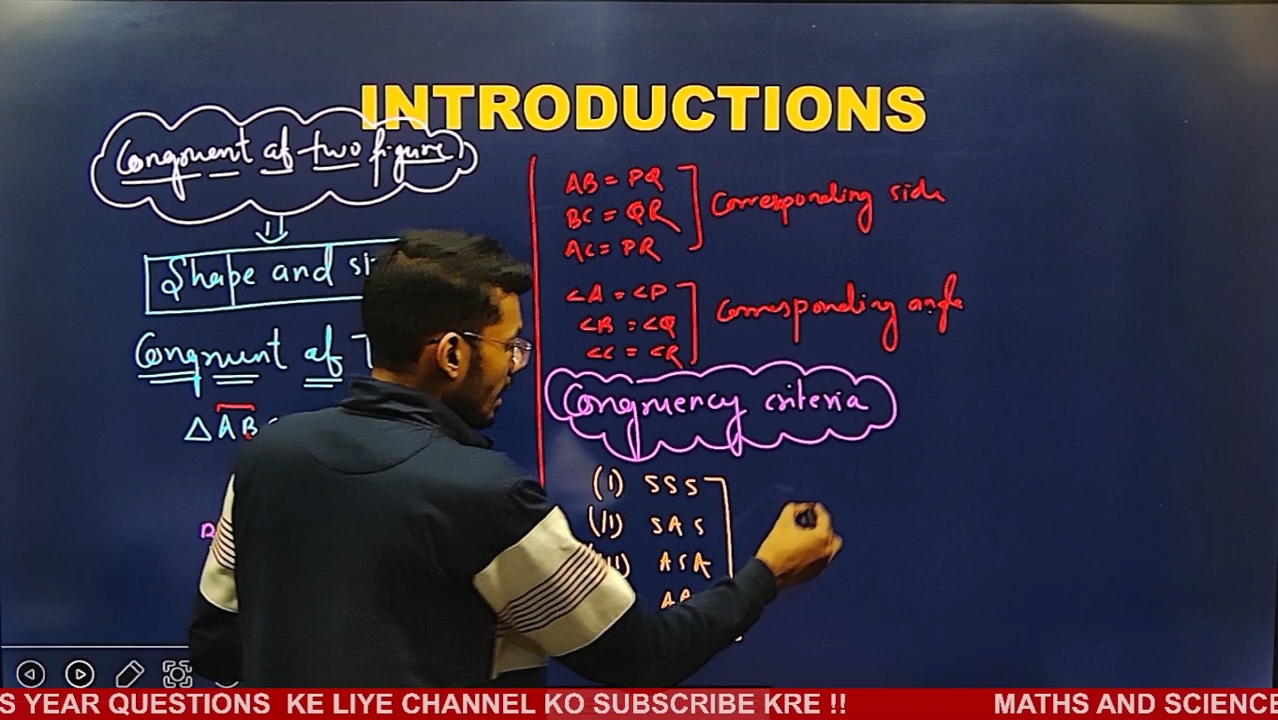 INTRODUCTIONS
Congruent of two figure
Shape and
Congruent of
△AB
AB = PQ
BC = QR
AC = PR
Corresponding side
∠A = ∠P
∠B = ∠Q
∠C = ∠R
Corresponding angle
Congruency criteria
(I) SSS
(II) SAS
ASA
S YEAR QUESTIONS KE LIYE CHANNEL KO SUBSCRIBE KRE !! MATHS AND SCIENCE